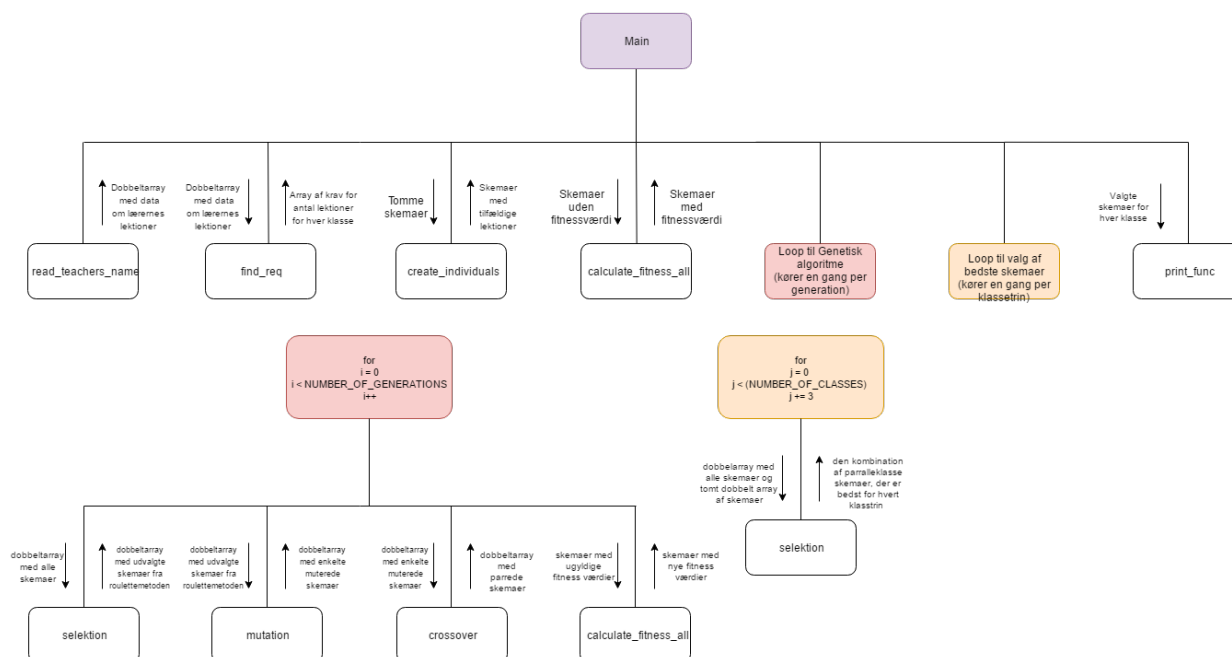 Main
Dobbeltarray
med data
om lærernes
lektioner
Dobbeltarray
med data
om lærernes
lektioner
Array af krav for
antal lektioner
for hver klasse
Tomme
skemaer
Skemaer
med
tilfældige
lektioner
Skemaer
uden
fitnessværdi
Skemaer
med
fitnessværdi
Valgte
skemaer for
hver klasse
read_teachers_name
find_req
create_individuals
calculate_fitness_all
Loop til Genetisk
algoritme
(kører en gang per
generation)
Loop til valg af
bedste skemaer
(kører en gang per
klassetrin)
print_func
for
i = 0
i < NUMBER_OF_GENERATIONS
i++
for
j = 0
j < (NUMBER_OF_CLASSES)
j += 3
dobbelarray med
alle skemaer og
tomt dobbelt array
af skemaer
den kombination
af parralleklasse
skemaer, der er
bedst for hvert
klasstrin
selektion
dobbeltarray
med alle
skemaer
dobbeltarray
med udvalgte
skemaer fra
roulettemetoden
dobbeltarray
med udvalgte
skemaer fra
roulettemetoden
dobbeltarray
med enkelte
muterede
skemaer
dobbeltarray
med enkelte
muterede
skemaer
dobbeltarray
med
parrede
skemaer
skemaer med
ugyldige
fitness værdier
skemaer med
nye fitness
værdier
selektion
mutation
crossover
calculate_fitness_all